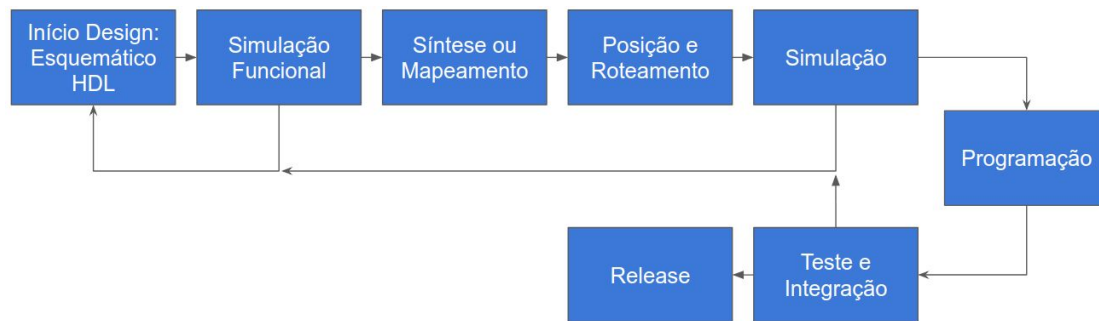 Início Design:
Esquemático
HDL
Simulação
Funcional
Síntese ou
Mapeamento
Posição e
Roteamento
Simulação
Programação
Release
Teste e
Integração